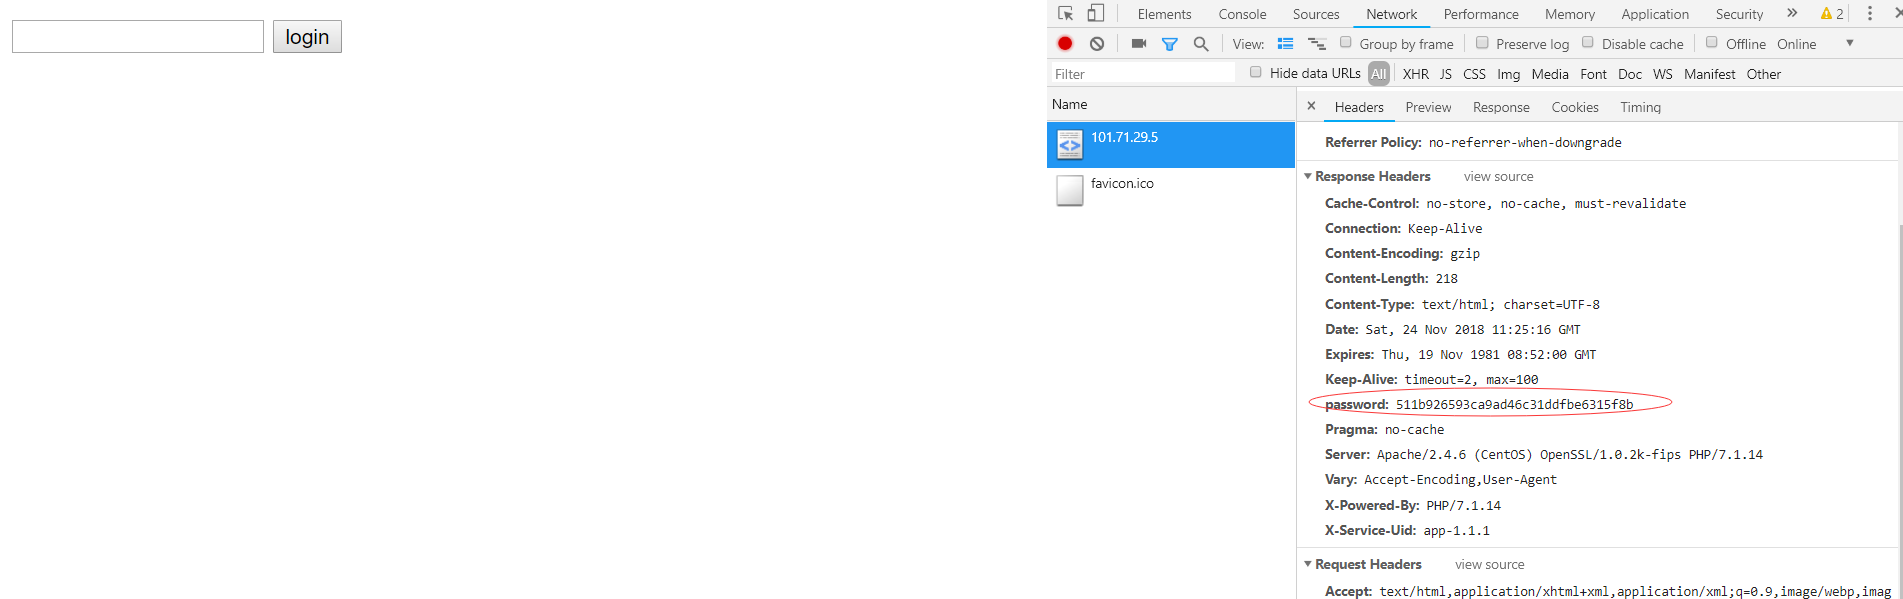 login
Elements Console Sources Network Performance Memory Application Security » 2
View: Group by frame Preserve log Disable cache Offline Online
Filter Hide data URLs All XHR JS CSS Img Media Font Doc WS Manifest Other
Name
101.71.29.5
favicon.ico
× Headers Preview Response Cookies Timing
Referrer Policy: no-referrer-when-downgrade
Response Headers view source
Cache-Control: no-store, no-cache, must-revalidate
Connection: Keep-Alive
Content-Encoding: gzip
Content-Length: 218
Content-Type: text/html; charset=UTF-8
Date: Sat, 24 Nov 2018 11:25:16 GMT
Expires: Thu, 19 Nov 1981 08:52:00 GMT
Keep-Alive: timeout=2, max=100
password: 511b926593ca9ad46c31ddfbe6315f8b
Pragma: no-cache
Server: Apache/2.4.6 (CentOS) OpenSSL/1.0.2k-fips PHP/7.1.14
Vary: Accept-Encoding,User-Agent
X-Powered-By: PHP/7.1.14
X-Service-Uid: app-1.1.1
Request Headers view source
Accept: text/html,application/xhtml+xml,application/xml;q=0.9,image/webp,imag